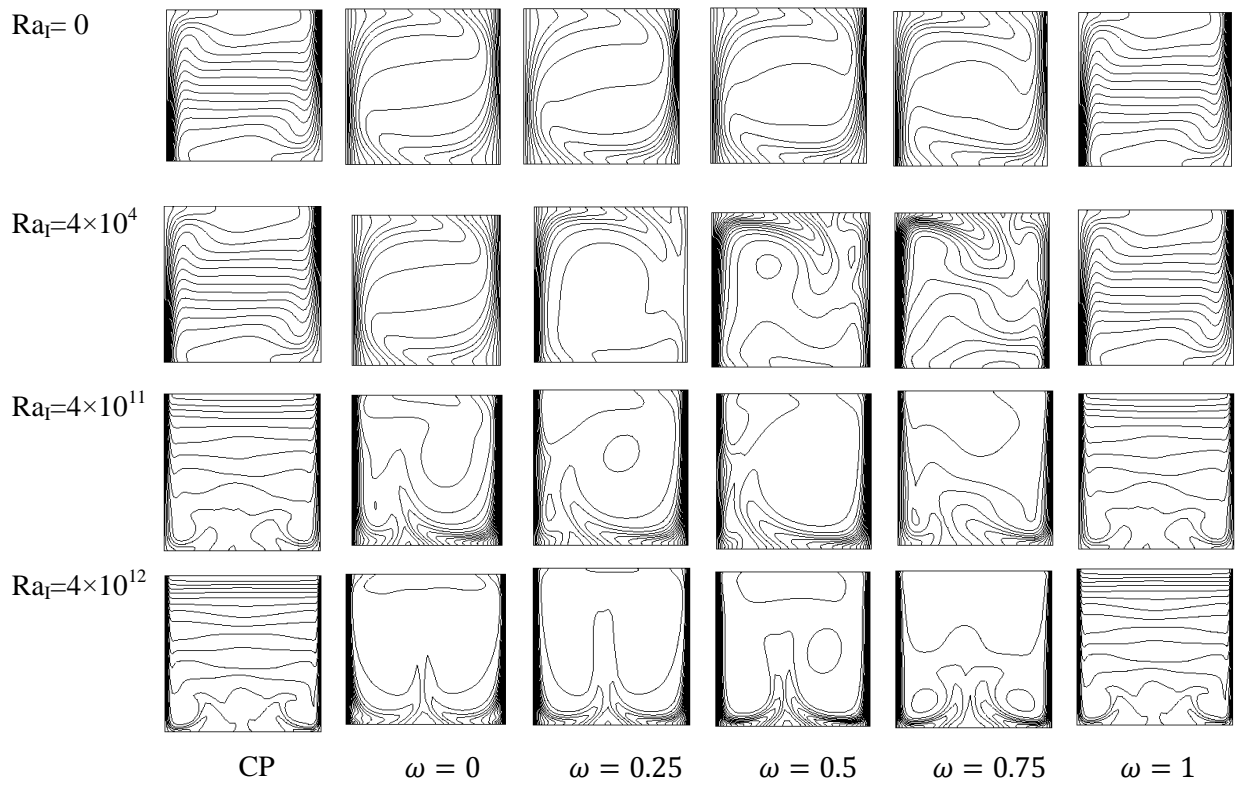 Ra_I= 0
Ra_I=4×10^4
Ra_I=4×10^11
Ra_I=4×10^12
CP 𝜔 = 0 𝜔 = 0.25 𝜔 = 0.5 𝜔 = 0.75 𝜔 = 1